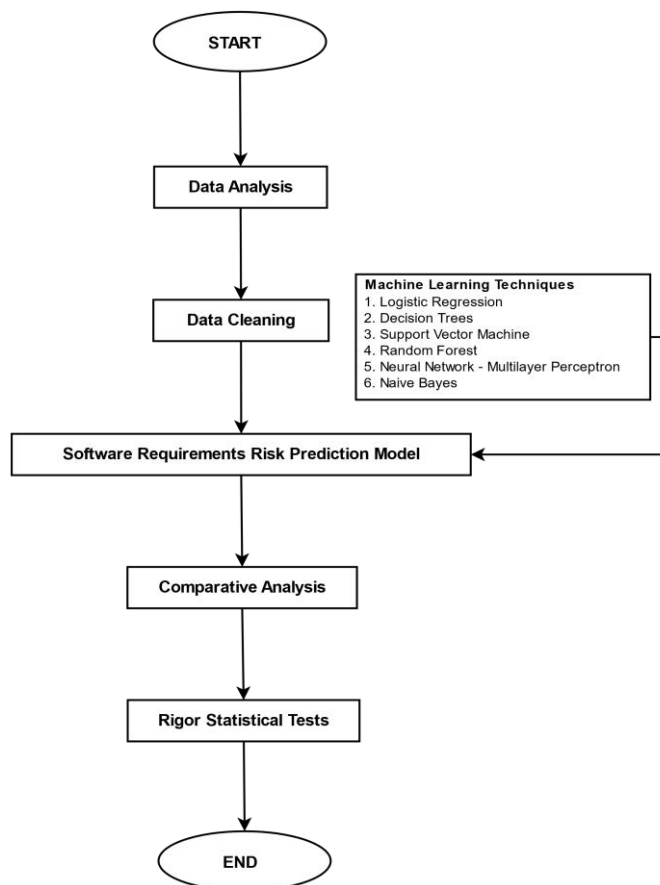 START
Data Analysis
Data Cleaning
Machine Learning Techniques
1. Logistic Regression
2. Decision Trees
3. Support Vector Machine
4. Random Forest
5. Neural Network - Multilayer Perceptron
6. Naive Bayes
Software Requirements Risk Prediction Model
Comparative Analysis
Rigor Statistical Tests
END